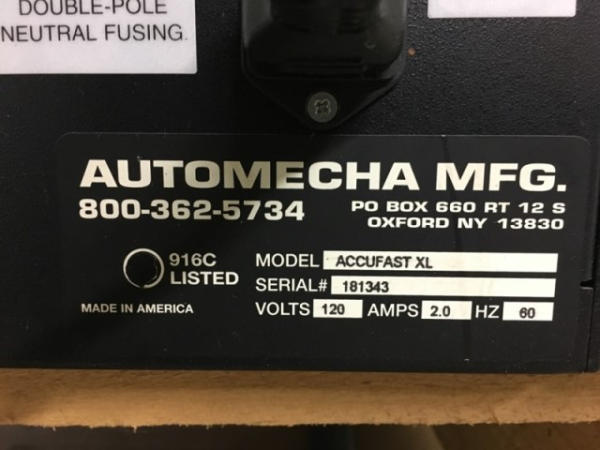 DOUBLE-POLE
NEUTRAL FUSING.
AUTOMECHA MFG.
800-362-5734
PO BOX 660 RT 12 S
OXFORD NY 13830
916C
LISTED
MADE IN AMERICA
MODEL ACCUFAST XL
SERIAL# 181343
VOLTS 120 AMPS 2.0 HZ 60